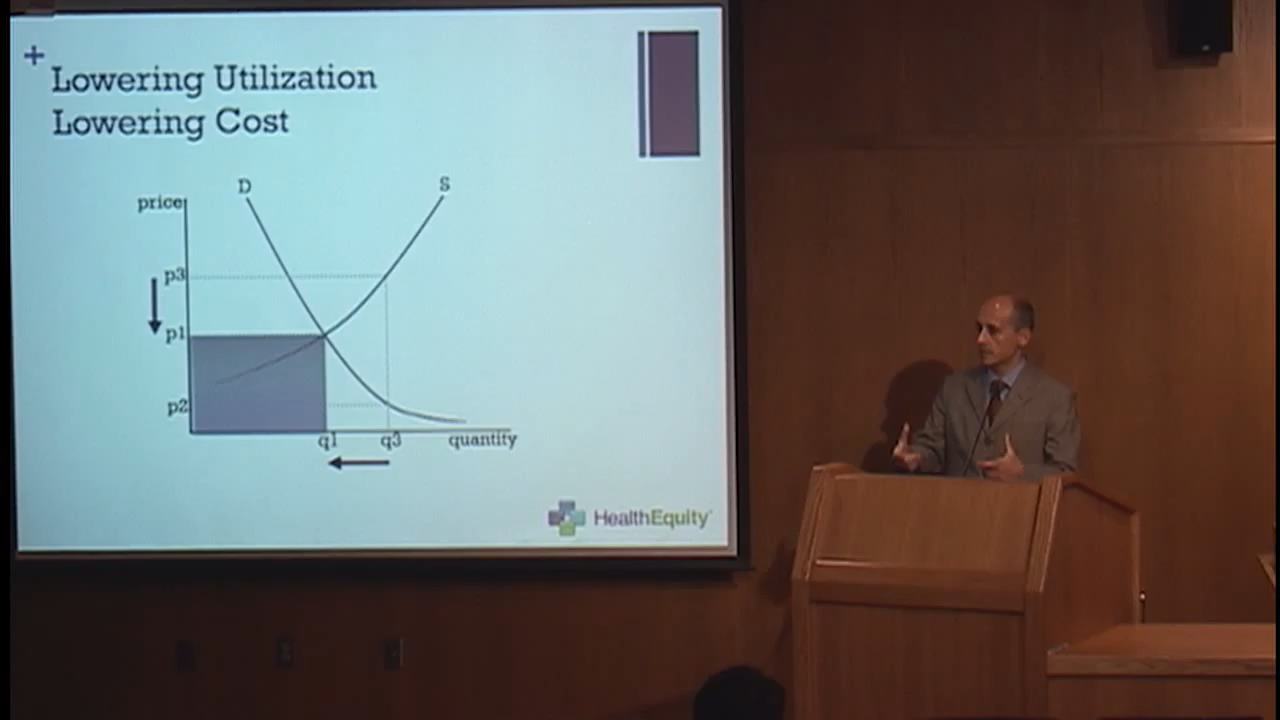 +
Lowering Utilization
Lowering Cost
D
S
price
p3
p1
p2
q1
q3
quantity
HealthEquity